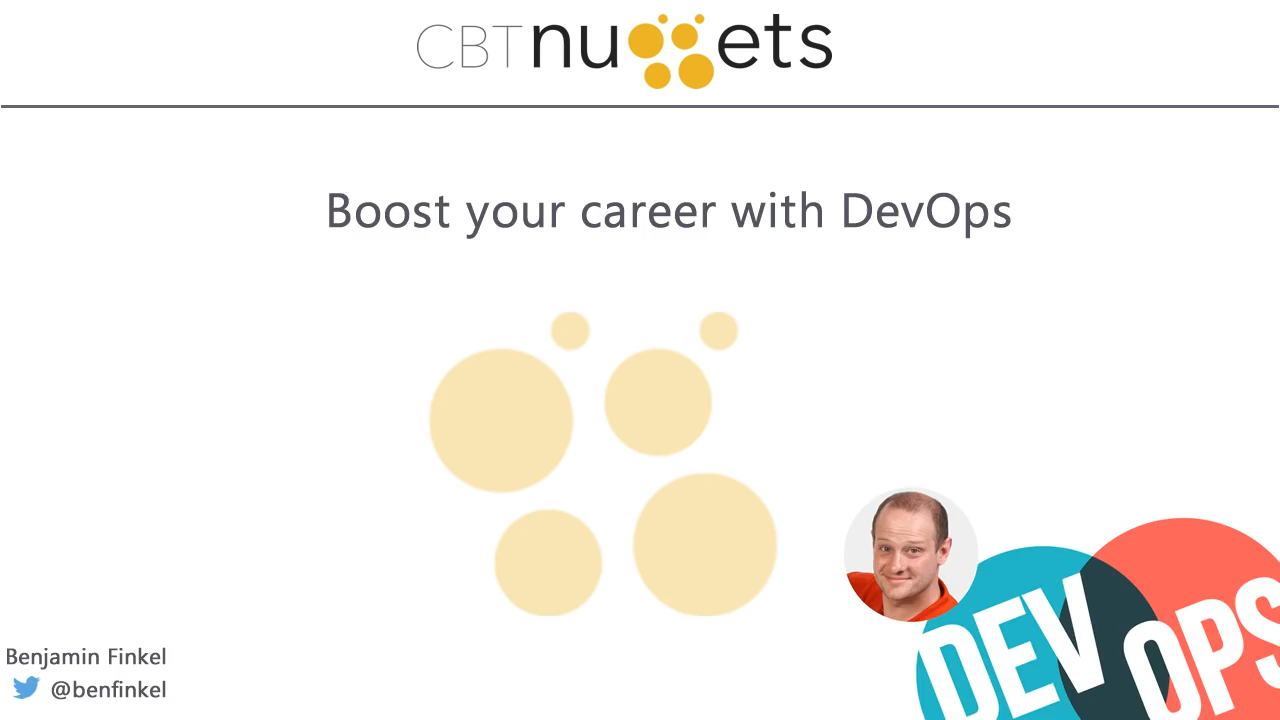 CBTnuggets
Boost your career with DevOps
Benjamin Finkel
@benfinkel
DEV
OPS